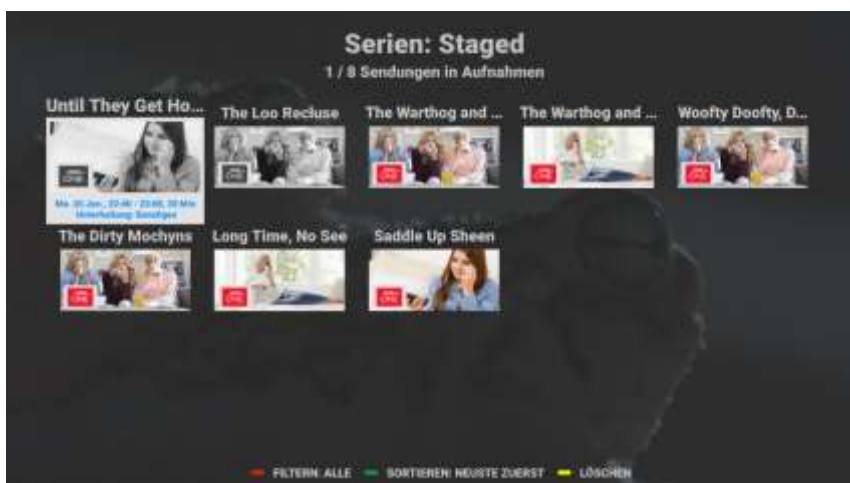 Serien: Staged
1 / 8 Sendungen in Aufnahmen
Until They Get Ho...
The Loo Recluse
The Warthog and ...
The Warthog and ...
Woofty Doofty, D...
Unterhaltung: Sonstiges
The Dirty Mochyns
Long Time, No See
Saddle Up Sheen
FILTERN: ALLE
SORTIEREN: NEUSTE ZUERST
LÖSCHEN